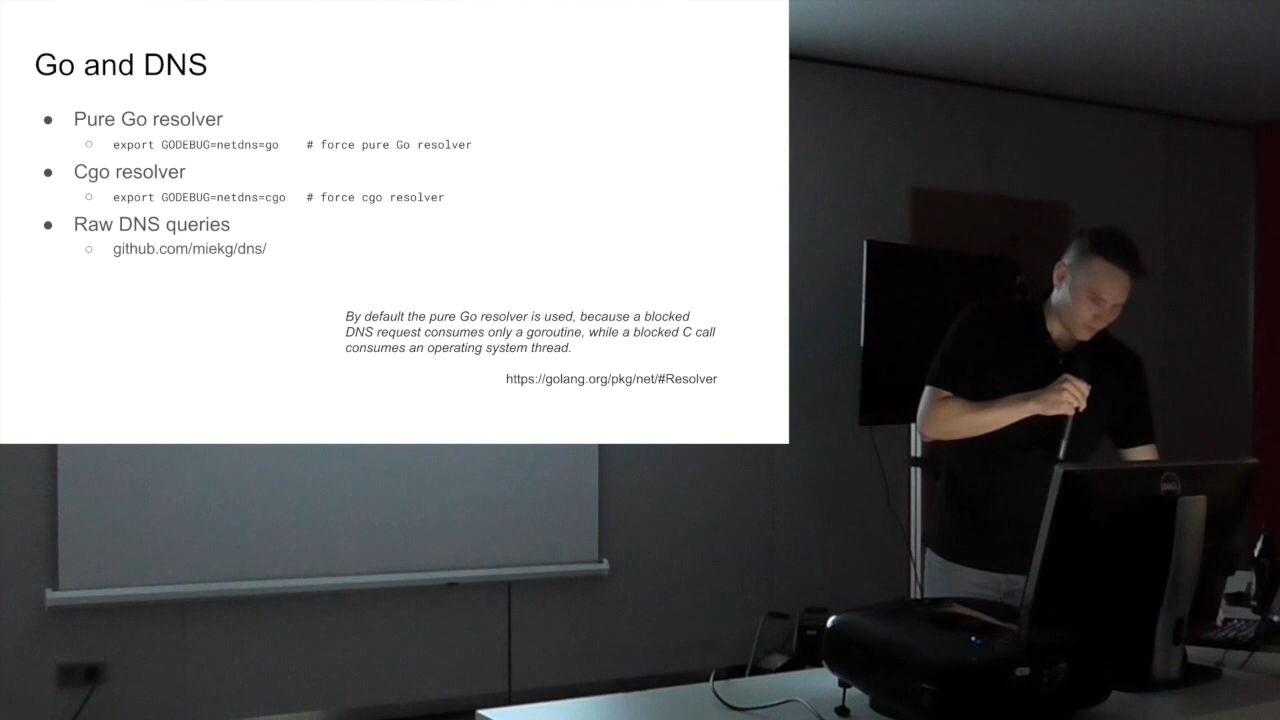 Go and DNS
● Pure Go resolver
○ export GODEBUG=netdns=go # force pure Go resolver
● Cgo resolver
○ export GODEBUG=netdns=cgo # force cgo resolver
● Raw DNS queries
○ github.com/miekg/dns/
By default the pure Go resolver is used, because a blocked
DNS request consumes only a goroutine, while a blocked C call
consumes an operating system thread.
https://golang.org/pkg/net/#Resolver
DELL